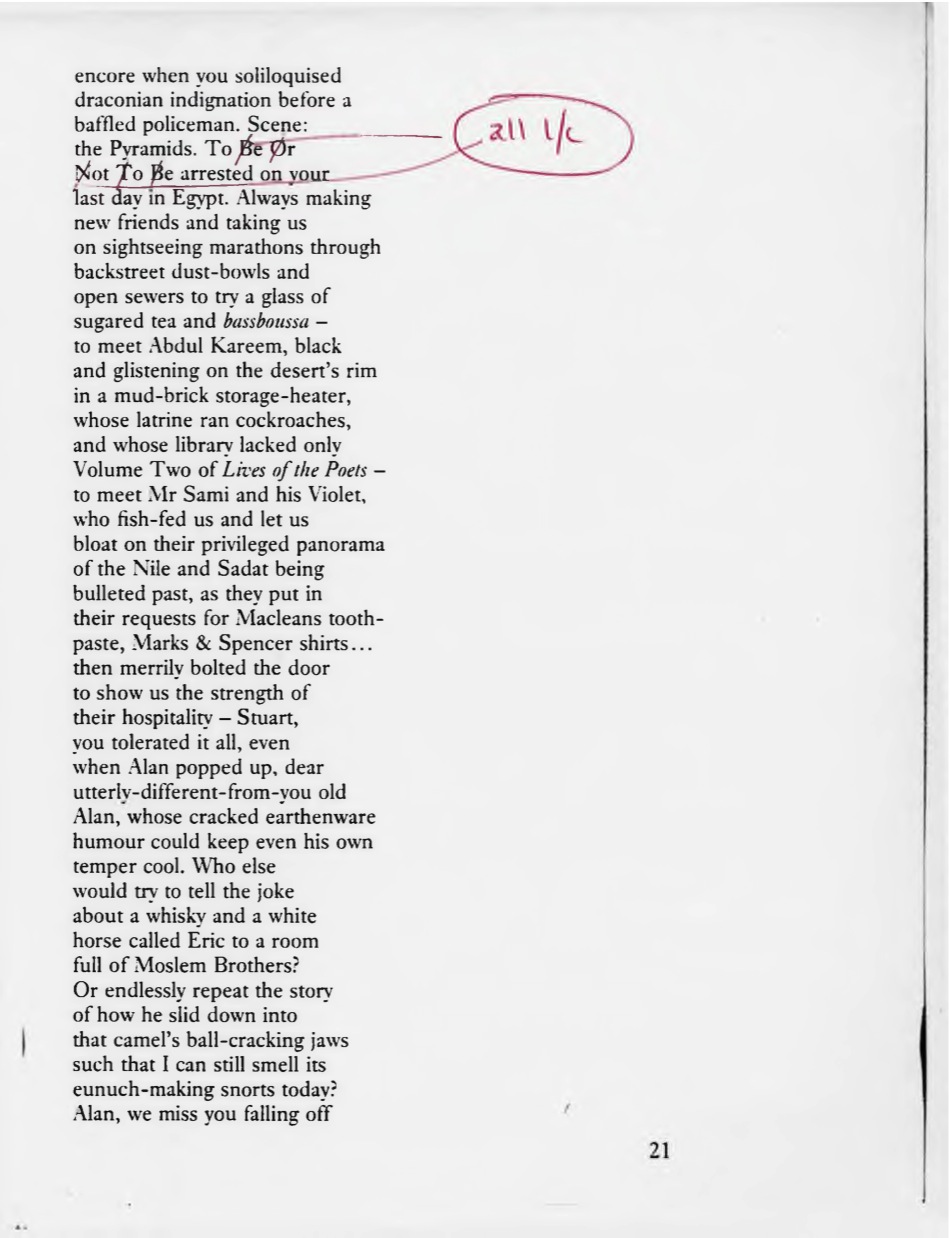 encore when you soliloquised
draconian indignation before a
baffled policeman. Scene:
the Pyramids. To Be Or
all l/c
Not To Be arrested on your
last day in Egypt. Always making
new friends and taking us
on sightseeing marathons through
backstreet dust-bowls and
open sewers to try a glass of
sugared tea and bassboussa –
to meet Abdul Kareem, black
and glistening on the desert's rim
in a mud-brick storage-heater,
whose latrine ran cockroaches,
and whose library lacked only
Volume Two of Lives of the Poets –
to meet Mr Sami and his Violet,
who fish-fed us and let us
bloat on their privileged panorama
of the Nile and Sadat being
bulleted past, as they put in
their requests for Macleans tooth-
paste, Marks & Spencer shirts...
then merrily bolted the door
to show us the strength of
their hospitality – Stuart,
you tolerated it all, even
when Alan popped up, dear
utterly-different-from-you old
Alan, whose cracked earthenware
humour could keep even his own
temper cool. Who else
would try to tell the joke
about a whisky and a white
horse called Eric to a room
full of Moslem Brothers?
Or endlessly repeat the story
of how he slid down into
that camel's ball-cracking jaws
such that I can still smell its
eunuch-making snorts today?
Alan, we miss you falling off
21